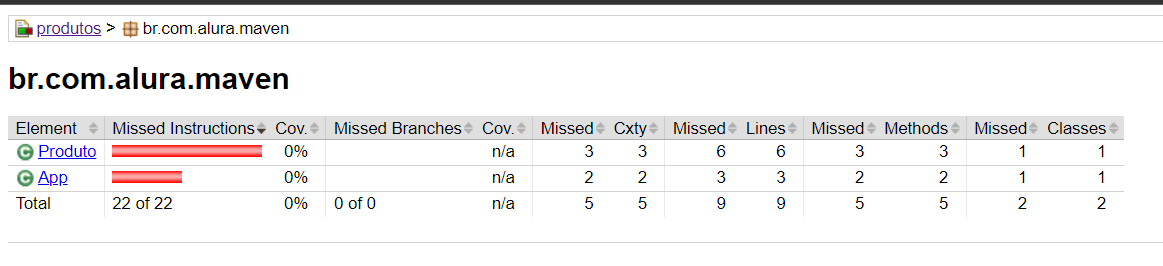 produtos > br.com.alura.maven
br.com.alura.maven
Element Missed Instructions Cov. Missed Branches Cov. Missed Cxty Missed Lines Missed Methods Missed Classes
C Produto 0% n/a 3 3 6 6 3 3 1 1
C App 0% n/a 2 2 3 3 2 2 1 1
Total 22 of 22 0% 0 of 0 n/a 5 5 9 9 5 5 2 2